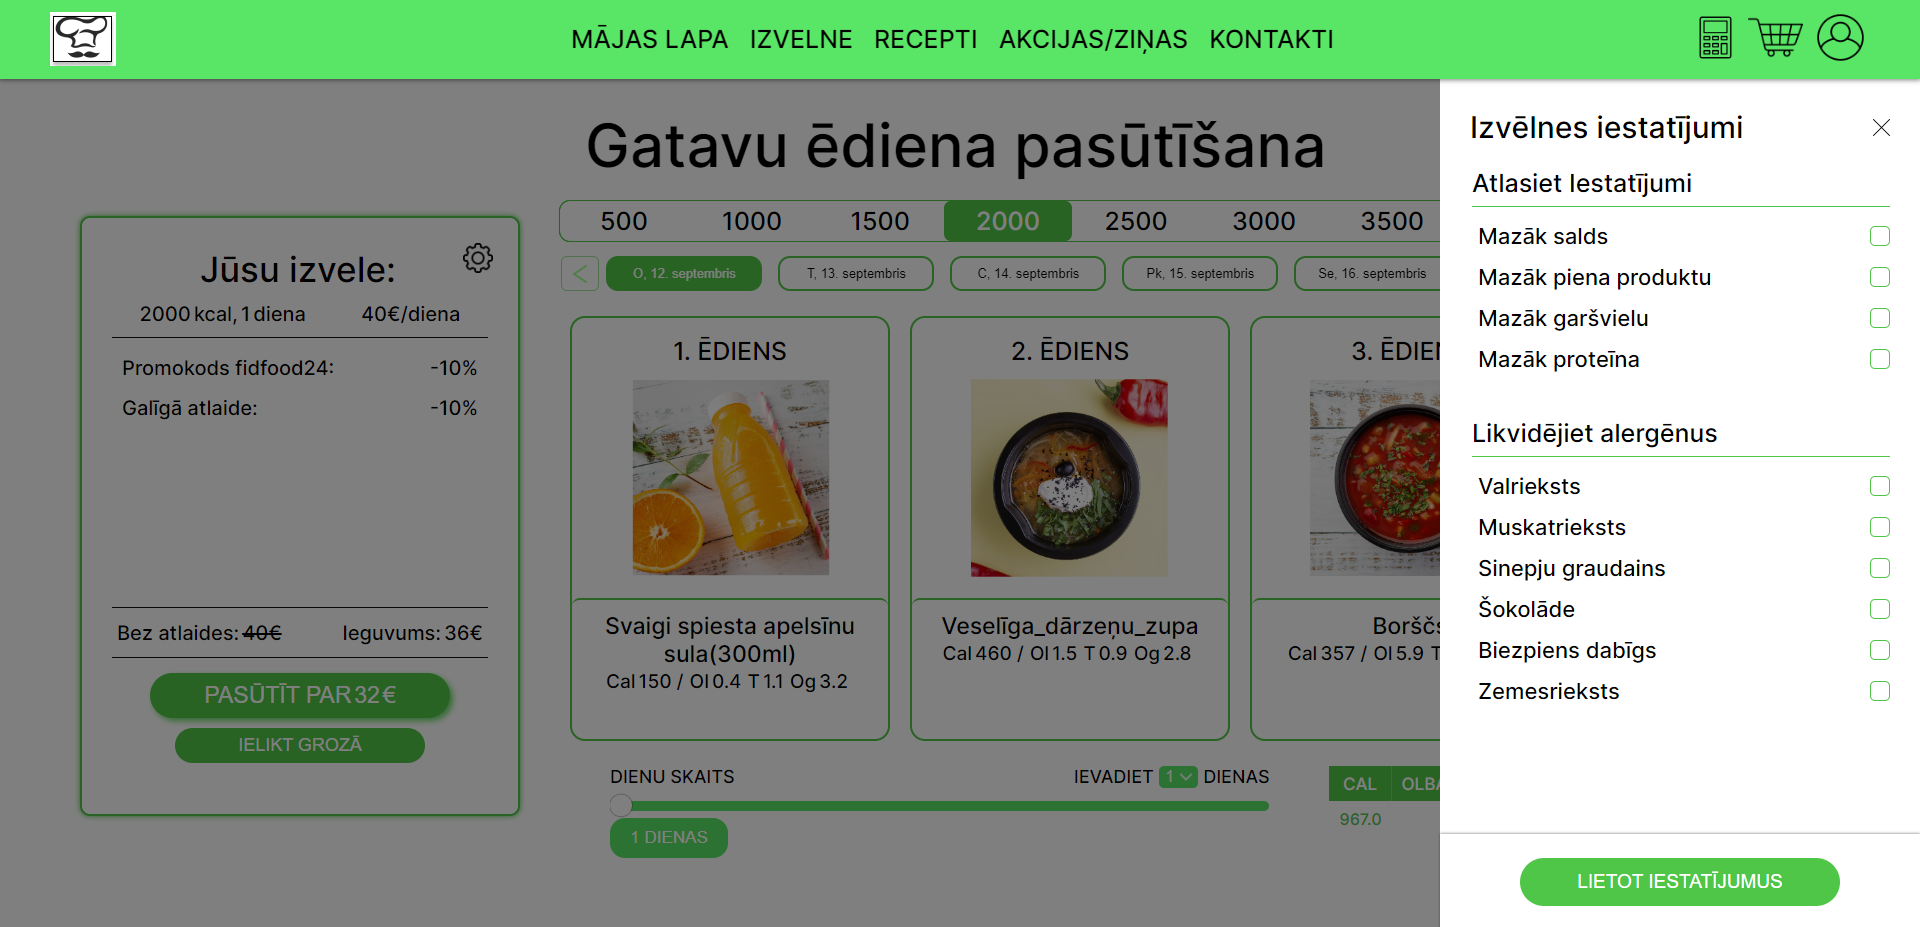 MĀJAS LAPA IZVELNE RECEPTI AKCIJAS/ZIŅAS KONTAKTI
Gatavu ēdiena pasūtīšana
500 1000 1500 2000 2500 3000 3500
O, 12. septembris T, 13. septembris C, 14. septembris Pk, 15. septembris Se, 16. septembris
Jūsu izvele:
2000 kcal, 1 diena 40€/diena
Promokods fidfood24: -10%
Galīgā atlaide: -10%
Bez atlaides: 40€ Ieguvums: 36€
PASŪTĪT PAR 32€
IELIKT GROZĀ
1. ĒDIENS
Svaigi spiesta apelsīnu
sula(300ml)
Cal 150 / Ol 0.4 T 1.1 Og 3.2
2. ĒDIENS
Veselīga_dārzeņu_zupa
Cal 460 / Ol 1.5 T 0.9 Og 2.8
3. ĒDIEN
Boršč
Cal 357 / Ol 5.9 T
DIENU SKAITS IEVADIET 1 DIENAS
1 DIENAS
CAL OLBA
967.0
Izvēlnes iestatījumi
Atlasiet Iestatījumi
Mazāk salds
Mazāk piena produktu
Mazāk garšvielu
Mazāk proteīna
Likvidējiet alergēnus
Valrieksts
Muskatrieksts
Sinepju graudains
Šokolāde
Biezpiens dabīgs
Zemesrieksts
LIETOT IESTATĪJUMUS